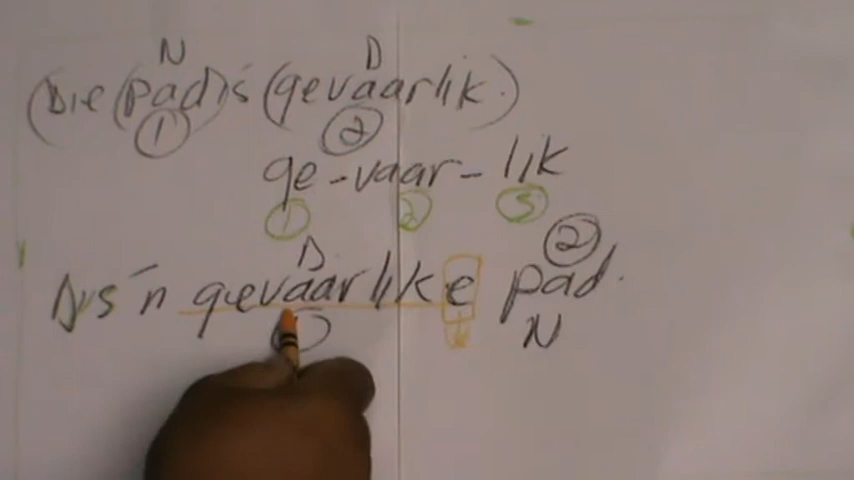 N D
(Die (pad) is (gevaarlik.)
1 2
ge-vaar-lik
1 2 3
D 2
Dis 'n gevaarlike pad.
N